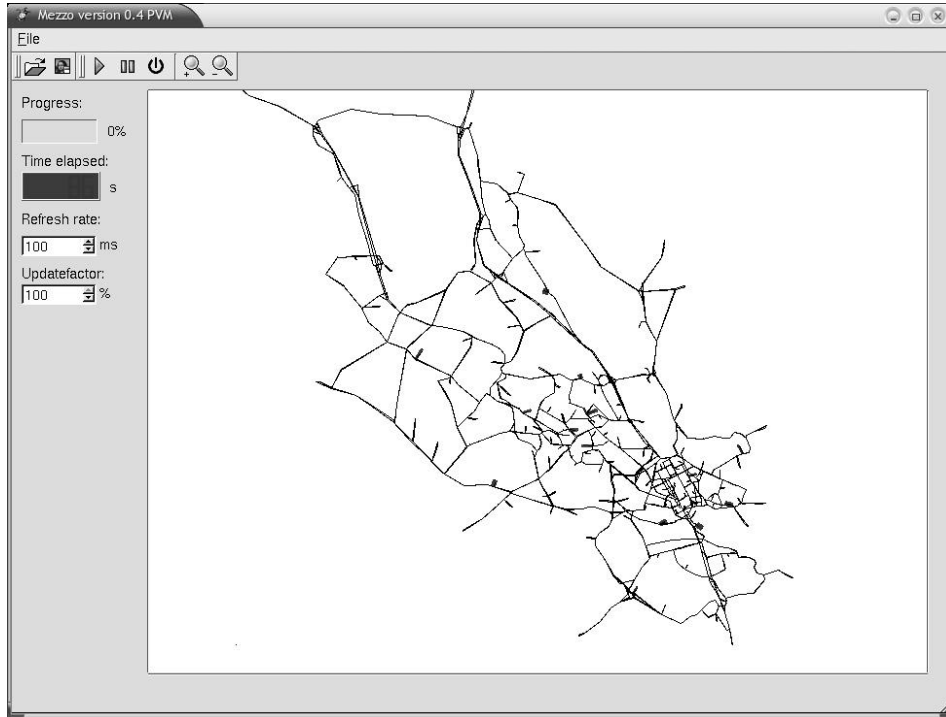 Mezzo version 0.4 PVM
File
Progress:
0%
Time elapsed:
s
Refresh rate:
100 ms
Updatefactor:
100 %